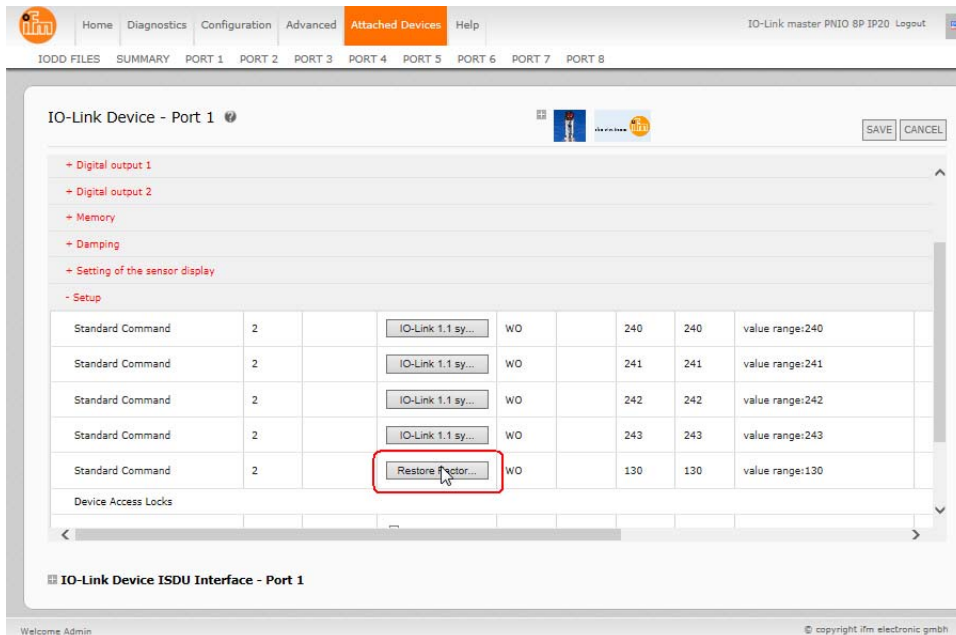 ifm
Home Diagnostics Configuration Advanced Attached Devices Help IO-Link master PNIO 8P IP20 Logout
IODD FILES SUMMARY PORT 1 PORT 2 PORT 3 PORT 4 PORT 5 PORT 6 PORT 7 PORT 8
IO-Link Device - Port 1
ifm
SAVE CANCEL
+ Digital output 1
+ Digital output 2
+ Memory
+ Damping
+ Setting of the sensor display
- Setup
Standard Command 2 IO-Link 1.1 sy... WO 240 240 value range:240
Standard Command 2 IO-Link 1.1 sy... WO 241 241 value range:241
Standard Command 2 IO-Link 1.1 sy... WO 242 242 value range:242
Standard Command 2 IO-Link 1.1 sy... WO 243 243 value range:243
Standard Command 2 Restore Factor... WO 130 130 value range:130
Device Access Locks
IO-Link Device ISDU Interface - Port 1
Welcome Admin © copyright ifm electronic gmbh